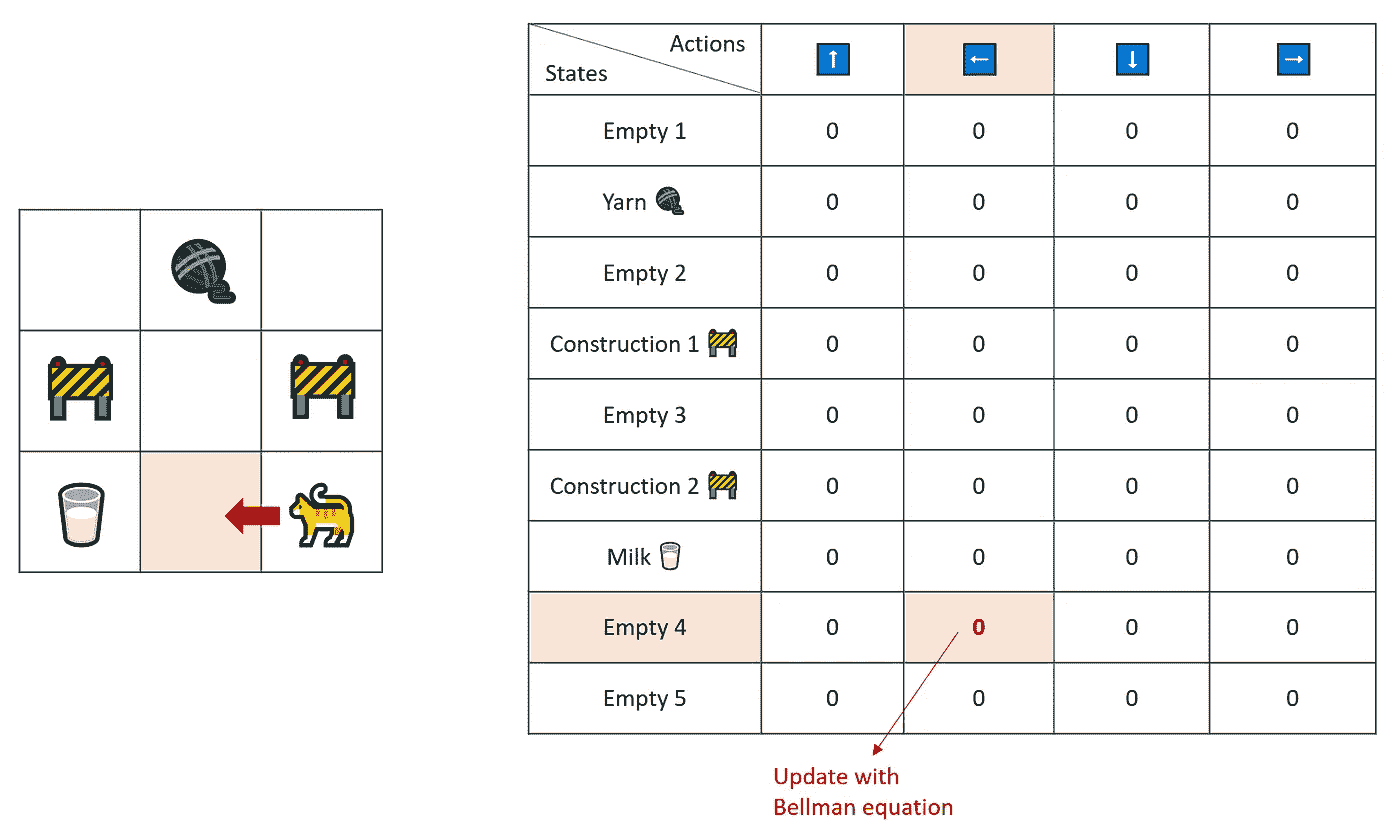 Actions
States
↑ ← ↓ →
Empty 1 0 0 0 0
Yarn 0 0 0 0
Empty 2 0 0 0 0
Construction 1 0 0 0 0
Empty 3 0 0 0 0
Construction 2 0 0 0 0
Milk 0 0 0 0
Empty 4 0 0 0 0
Empty 5 0 0 0 0
Update with
Bellman equation